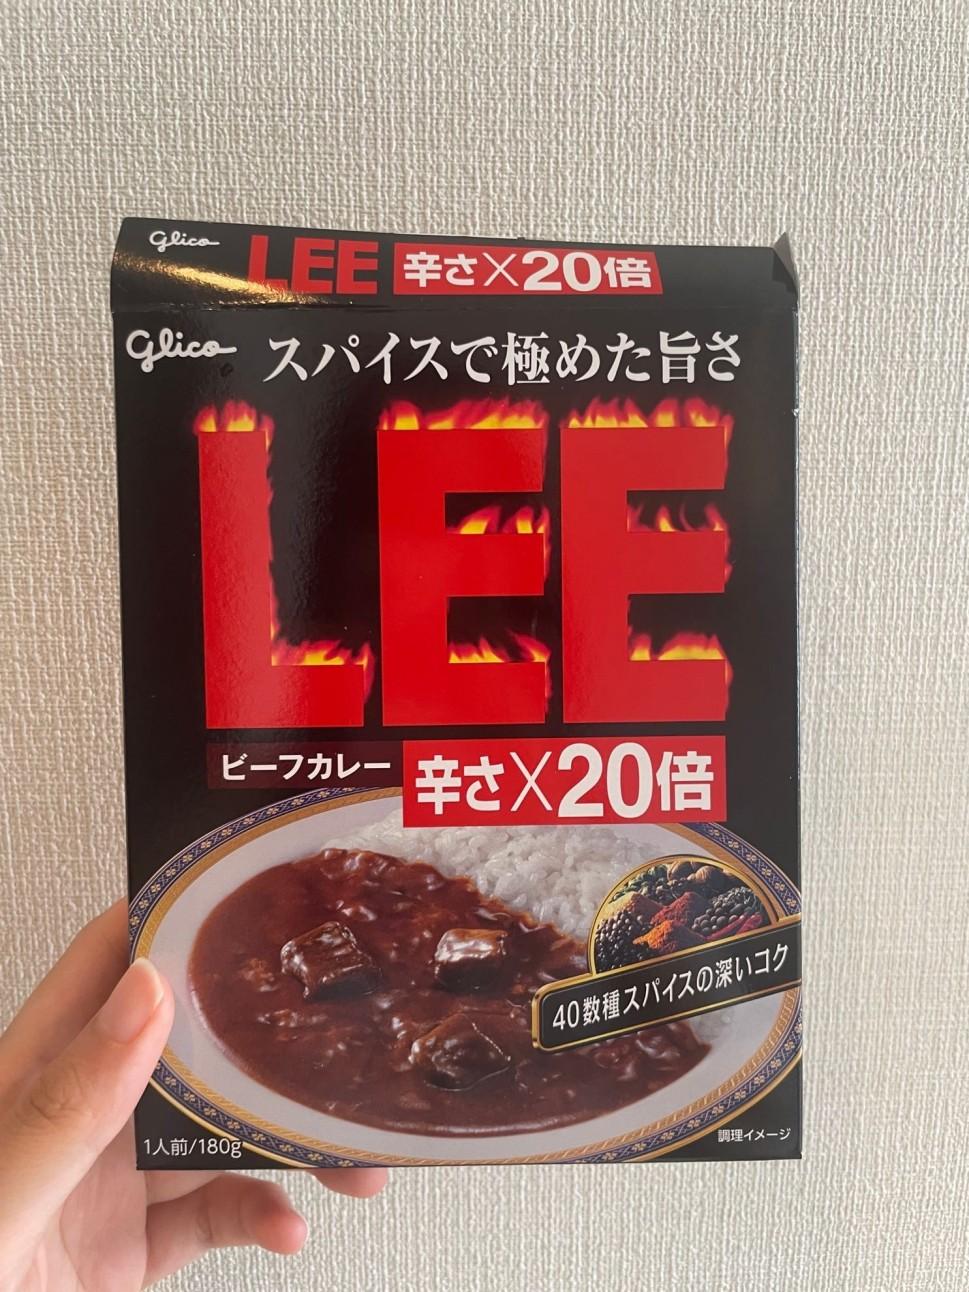 Glico LEE 辛さ×20倍
Glico スパイスで極めた旨さ
LEE
ビーフカレー 辛さ×20倍
40数種スパイスの深いコク
1人前/180g 調理イメージ